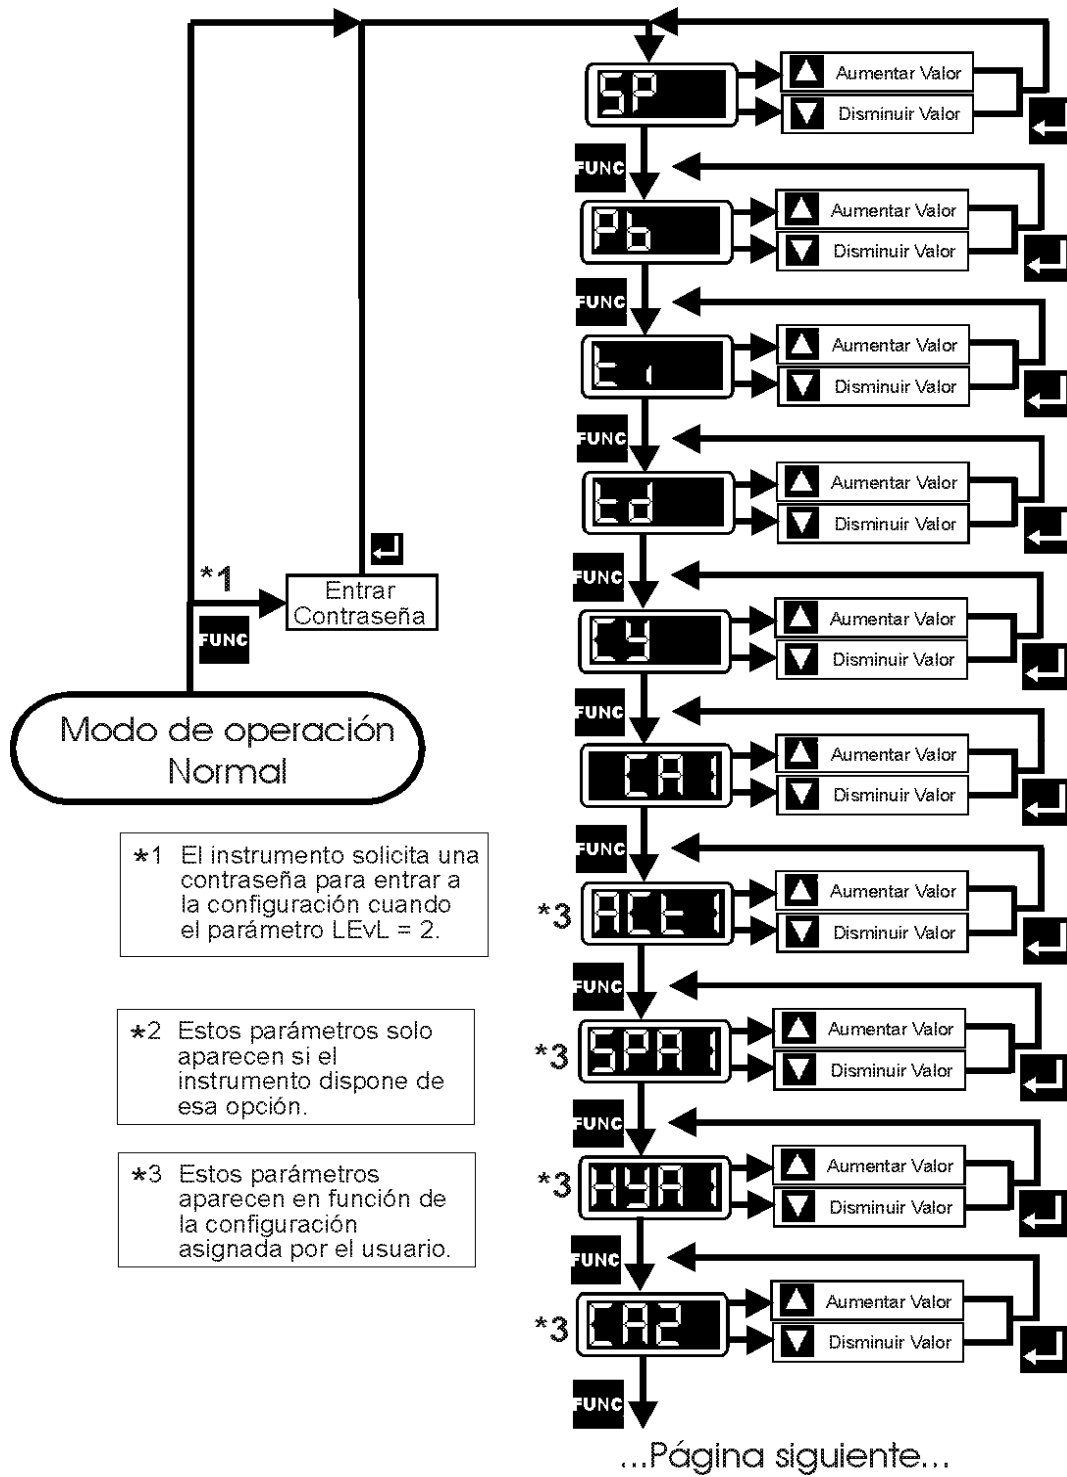 SP
Aumentar Valor
Disminuir Valor
FUNC
Pb
Aumentar Valor
Disminuir Valor
FUNC
ti
Aumentar Valor
Disminuir Valor
FUNC
td
Aumentar Valor
Disminuir Valor
FUNC
Cy
Aumentar Valor
Disminuir Valor
FUNC
CA1
Aumentar Valor
Disminuir Valor
FUNC
*3 ACt1
Aumentar Valor
Disminuir Valor
FUNC
*3 SPA1
Aumentar Valor
Disminuir Valor
FUNC
*3 HyA1
Aumentar Valor
Disminuir Valor
FUNC
*3 CA2
Aumentar Valor
Disminuir Valor
FUNC
...Página siguiente...
*1
Entrar
Contraseña
FUNC
Modo de operación
Normal
*1 El instrumento solicita una
contraseña para entrar a
la configuración cuando
el parámetro LEvL = 2.
*2 Estos parámetros solo
aparecen si el
instrumento dispone de
esa opción.
*3 Estos parámetros
aparecen en función de
la configuración
asignada por el usuario.